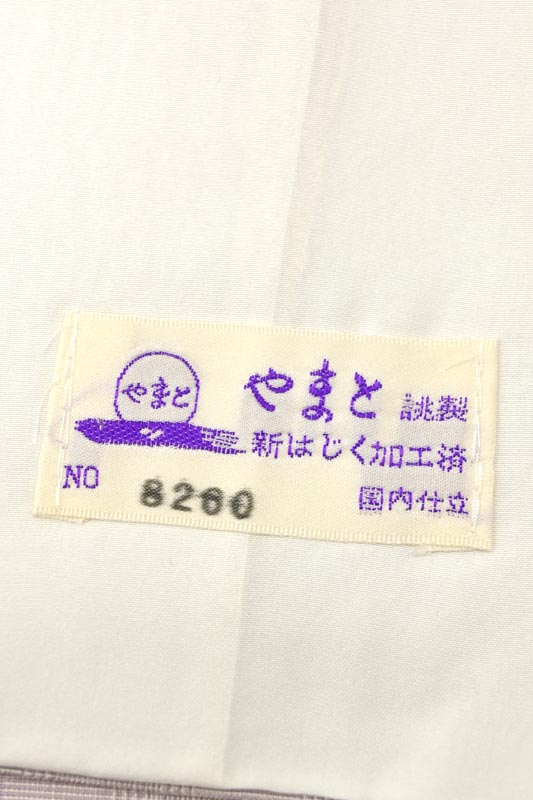 やまと
やまと 謹製
新はじく加工済
NO 8260
国内仕立